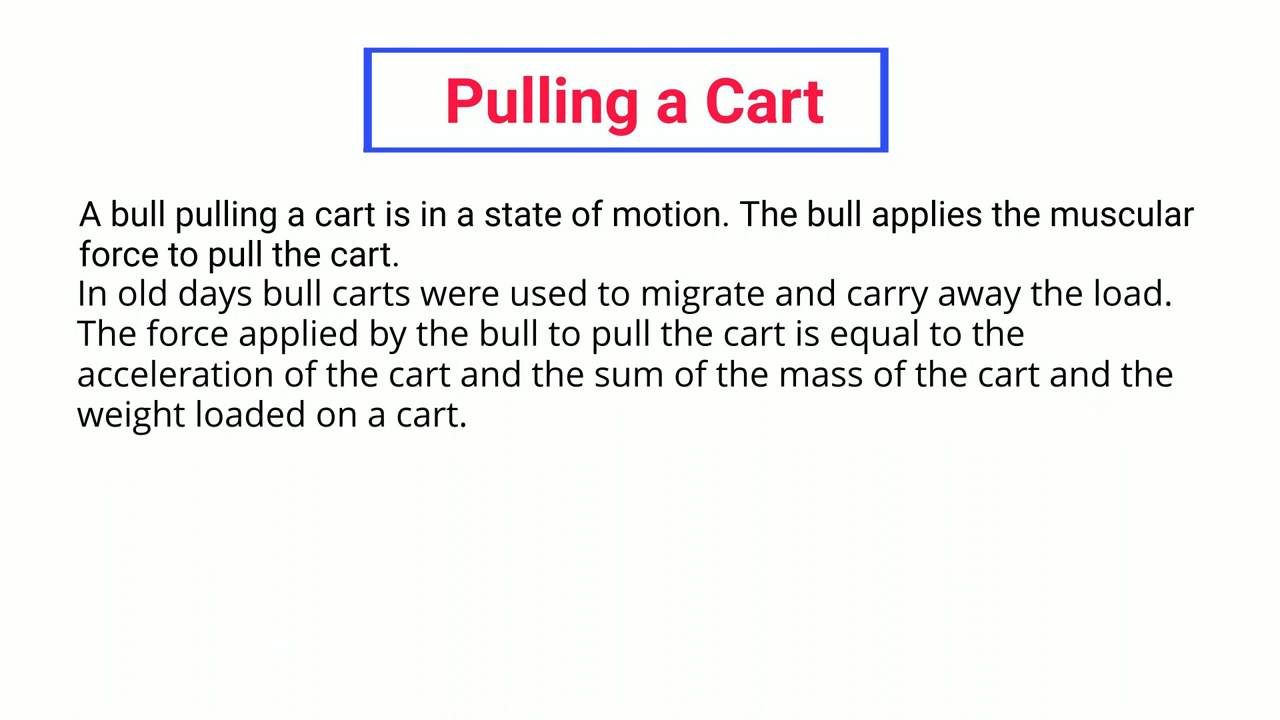 Pulling a Cart
A bull pulling a cart is in a state of motion. The bull applies the muscular
force to pull the cart.
In old days bull carts were used to migrate and carry away the load.
The force applied by the bull to pull the cart is equal to the
acceleration of the cart and the sum of the mass of the cart and the
weight loaded on a cart.